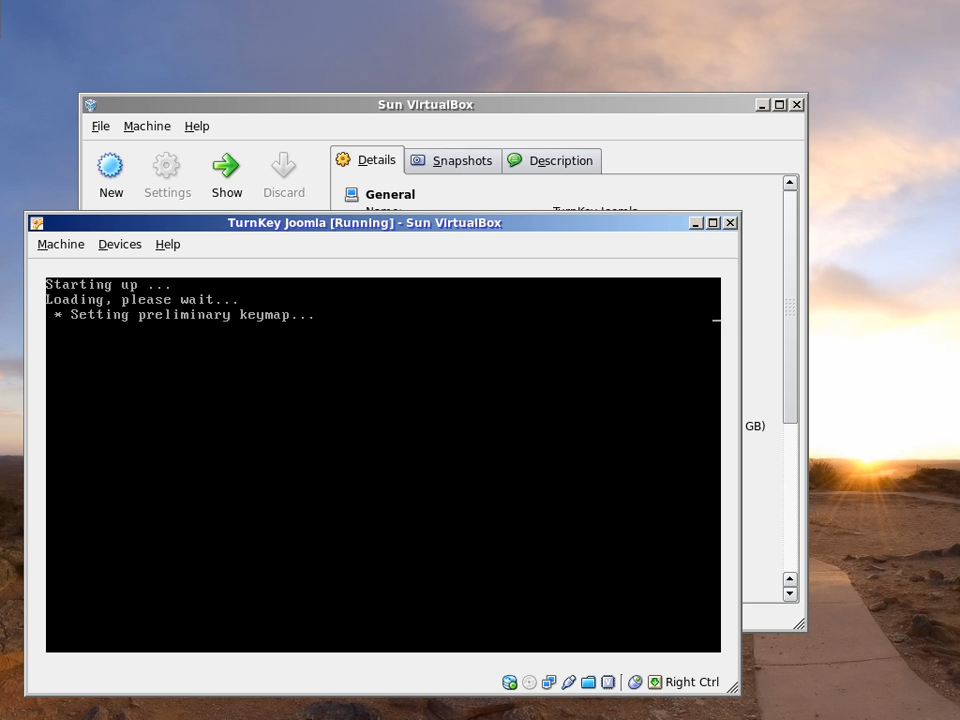 Sun VirtualBox
File Machine Help
New Settings Show Discard
Details Snapshots Description
General
TurnKey Joomla [Running] - Sun VirtualBox
Machine Devices Help
Starting up ...
Loading, please wait...
* Setting preliminary keymap...
GB)
Right Ctrl